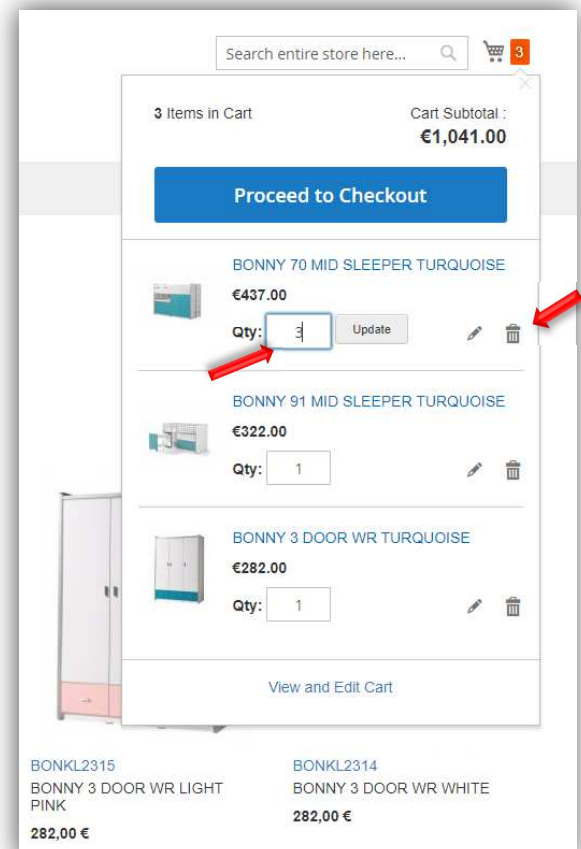 Search entire store here...
3
3 Items in Cart
Cart Subtotal :
€1,041.00
Proceed to Checkout
BONNY 70 MID SLEEPER TURQUOISE
€437.00
Qty: 3 Update
BONNY 91 MID SLEEPER TURQUOISE
€322.00
Qty: 1
BONNY 3 DOOR WR TURQUOISE
€282.00
Qty: 1
View and Edit Cart
BONKL2315
BONNY 3 DOOR WR LIGHT
PINK
282,00 €
BONKL2314
BONNY 3 DOOR WR WHITE
282,00 €